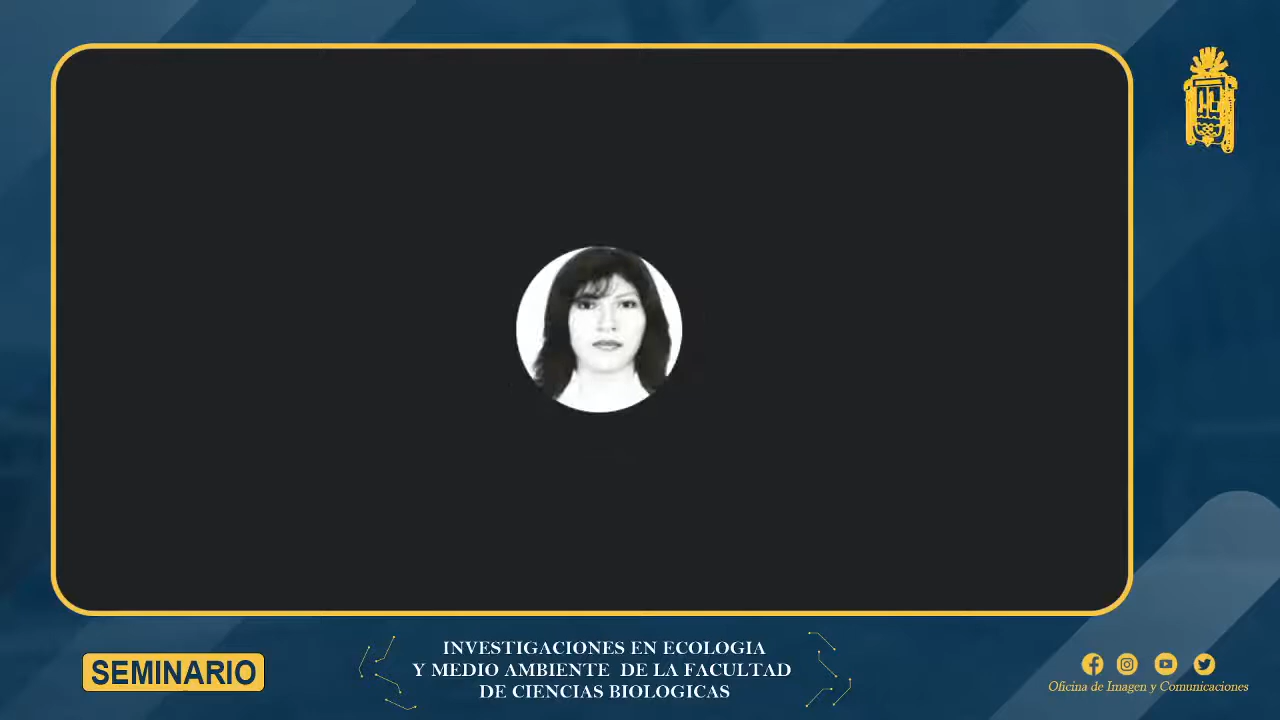 SEMINARIO
INVESTIGACIONES EN ECOLOGIA
Y MEDIO AMBIENTE DE LA FACULTAD
DE CIENCIAS BIOLOGICAS
Oficina de Imagen y Comunicaciones